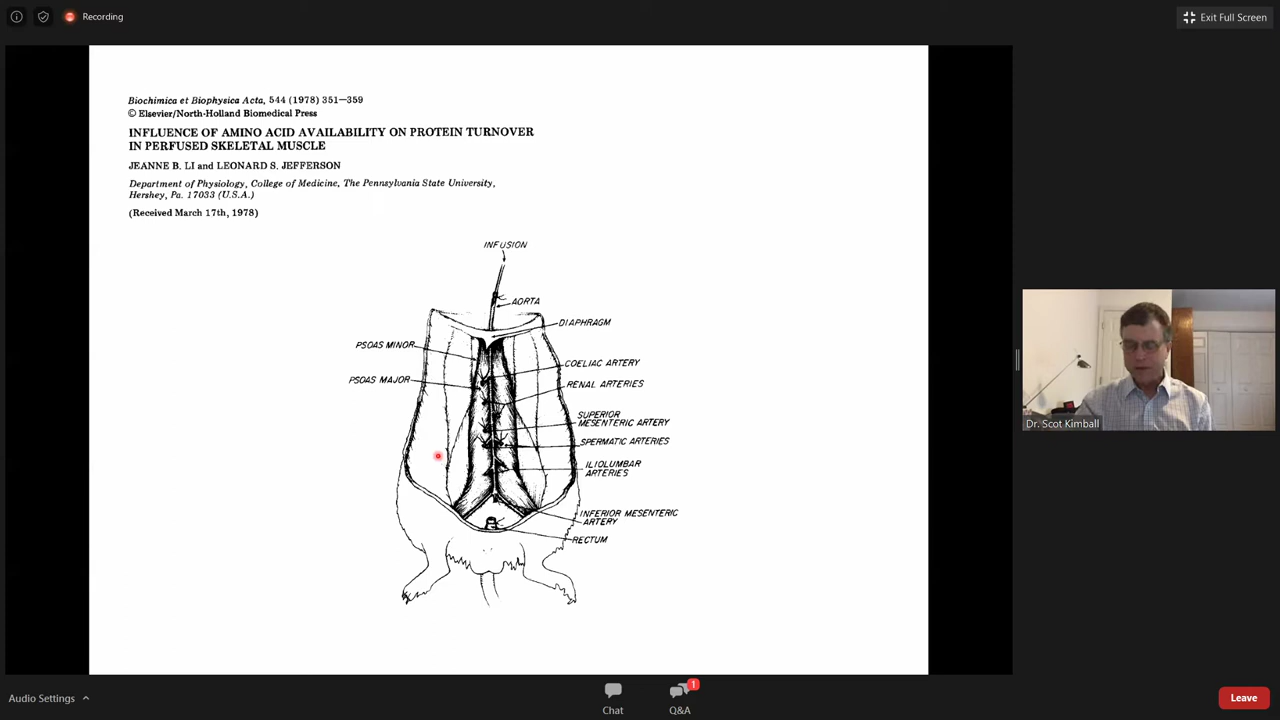 Recording
Exit Full Screen
Biochimica et Biophysica Acta, 544 (1978) 351—359
© Elsevier/North-Holland Biomedical Press
INFLUENCE OF AMINO ACID AVAILABILITY ON PROTEIN TURNOVER
IN PERFUSED SKELETAL MUSCLE
JEANNE B. LI and LEONARD S. JEFFERSON
Department of Physiology, College of Medicine, The Pennsylvania State University,
Hershey, Pa. 17033 (U.S.A.)
(Received March 17th, 1978)
INFUSION
AORTA
DIAPHRAGM
PSOAS MINOR
COELIAC ARTERY
PSOAS MAJOR
RENAL ARTERIES
SUPERIOR
MESENTERIC ARTERY
SPERMATIC ARTERIES
ILIOLUMBAR
ARTERIES
INFERIOR MESENTERIC
ARTERY
RECTUM
Dr. Scot Kimball
Audio Settings
Chat
1
Q&A
Leave